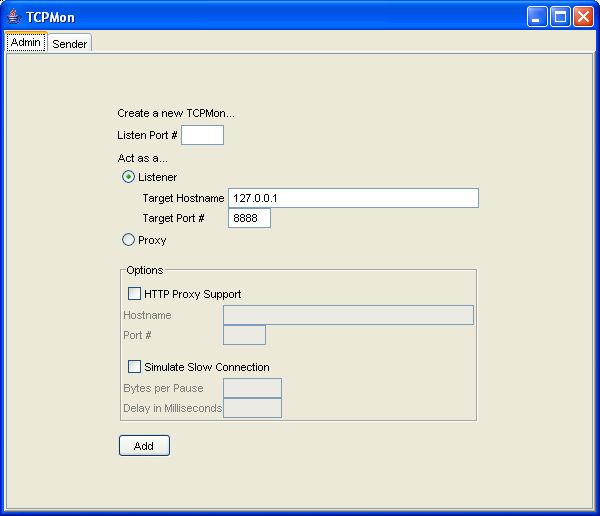 TCPMon
Admin Sender
Create a new TCPMon...
Listen Port #
Act as a...
Listener
Target Hostname 127.0.0.1
Target Port # 8888
Proxy
Options
HTTP Proxy Support
Hostname
Port #
Simulate Slow Connection
Bytes per Pause
Delay in Milliseconds
Add